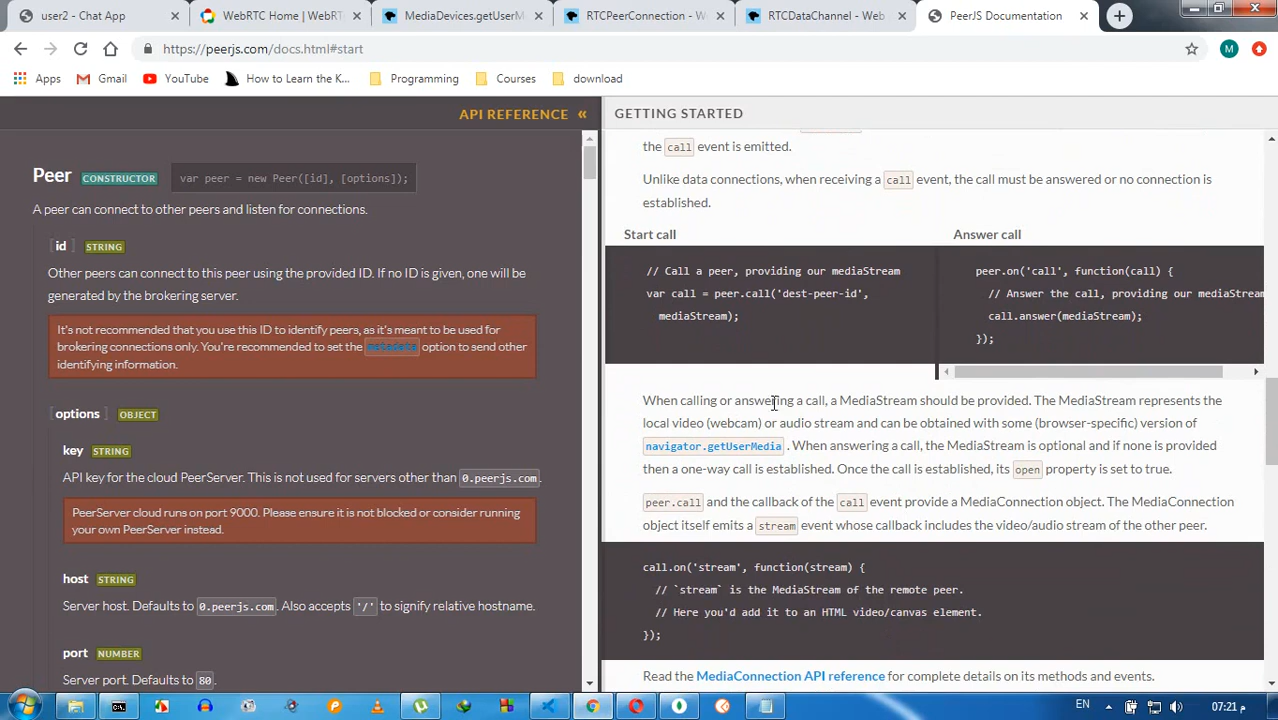 user2 - Chat App
WebRTC Home | WebRT
MediaDevices.getUserM
RTCPeerConnection - Web
RTCDataChannel - Web
PeerJS Documentation
https://peerjs.com/docs.html#start
M
Apps
Gmail
YouTube
How to Learn the K...
Programming
Courses
download
API REFERENCE «
Peer CONSTRUCTOR var peer = new Peer([id], [options]);
A peer can connect to other peers and listen for connections.
[id] STRING
Other peers can connect to this peer using the provided ID. If no ID is given, one will be
generated by the brokering server.
It's not recommended that you use this ID to identify peers, as it's meant to be used for
brokering connections only. You're recommended to set the metadata option to send other
identifying information.
[options] OBJECT
key STRING
API key for the cloud PeerServer. This is not used for servers other than 0.peerjs.com.
PeerServer cloud runs on port 9000. Please ensure it is not blocked or consider running
your own PeerServer instead.
host STRING
Server host. Defaults to 0.peerjs.com. Also accepts '/' to signify relative hostname.
port NUMBER
Server port. Defaults to 80.
GETTING STARTED
the call event is emitted.
Unlike data connections, when receiving a call event, the call must be answered or no connection is
established.
Start call
// Call a peer, providing our mediaStream
var call = peer.call('dest-peer-id',
mediaStream);
Answer call
peer.on('call', function(call) {
// Answer the call, providing our mediaStream
call.answer(mediaStream);
});
When calling or answering a call, a MediaStream should be provided. The MediaStream represents the
local video (webcam) or audio stream and can be obtained with some (browser-specific) version of
navigator.getUserMedia. When answering a call, the MediaStream is optional and if none is provided
then a one-way call is established. Once the call is established, its open property is set to true.
peer.call and the callback of the call event provide a MediaConnection object. The MediaConnection
object itself emits a stream event whose callback includes the video/audio stream of the other peer.
call.on('stream', function(stream) {
// `stream` is the MediaStream of the remote peer.
// Here you'd add it to an HTML video/canvas element.
});
Read the MediaConnection API reference for complete details on its methods and events.
EN
07:21 م